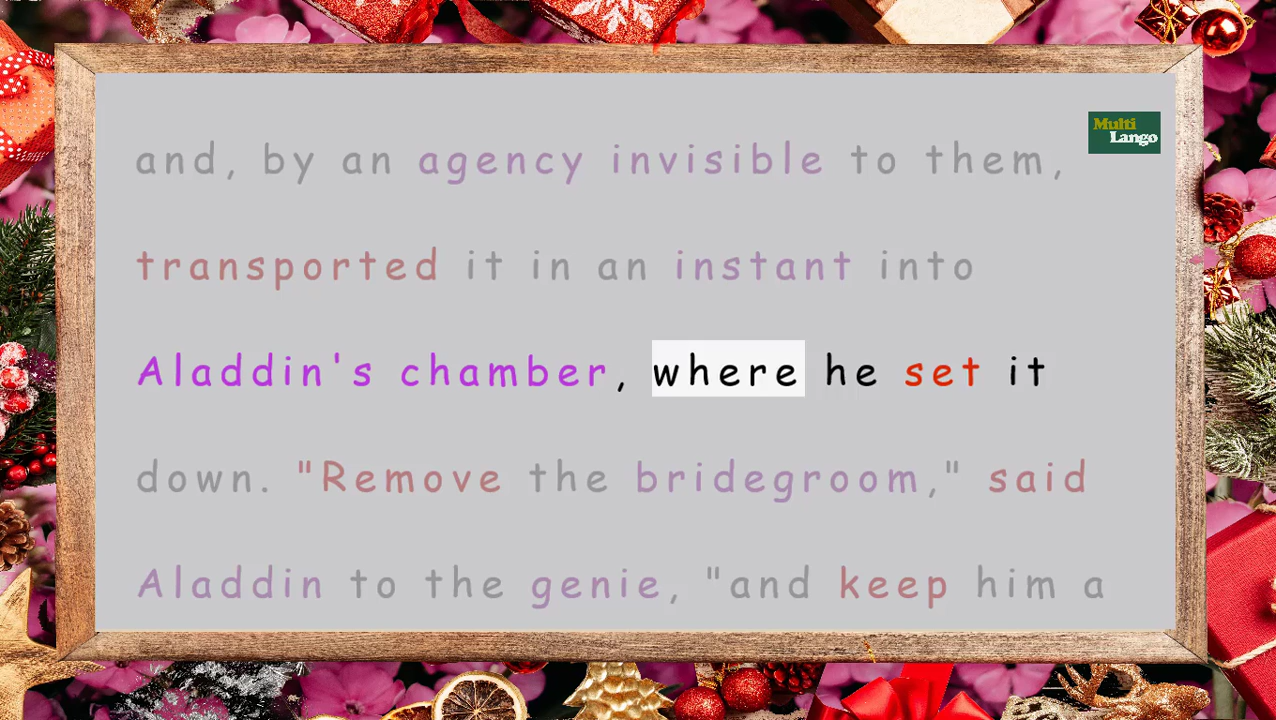 Multi
Lango
and, by an agency invisible to them,
transported it in an instant into
Aladdin's chamber, where he set it
down. "Remove the bridegroom," said
Aladdin to the genie, "and keep him a